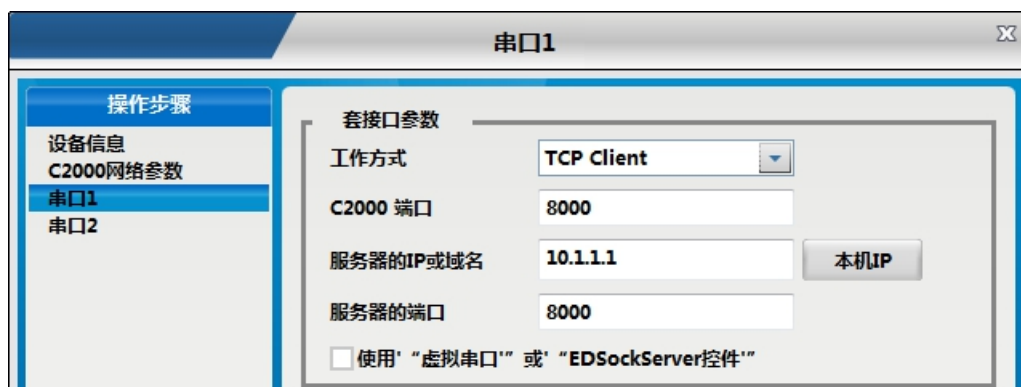 串口1
操作步骤
设备信息
C2000网络参数
串口1
串口2
套接口参数
工作方式 TCP Client
C2000 端口 8000
服务器的IP或域名 10.1.1.1 本机IP
服务器的端口 8000
使用' “虚拟串口'” 或' “EDSockServer控件'”